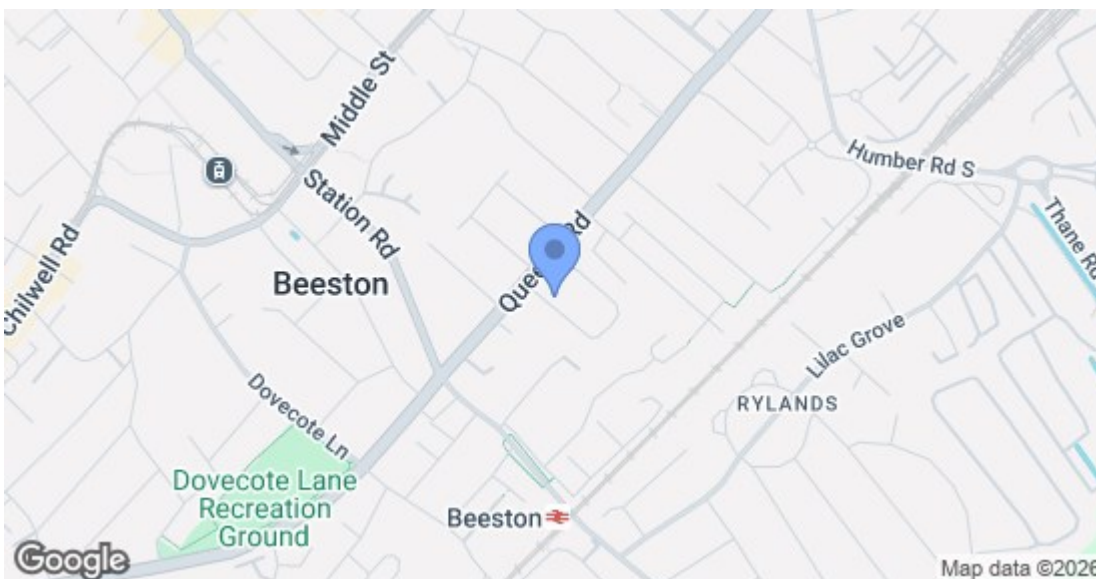 Middle St
Humber Rd S
Station Rd
Thane Rd
Chilwell Rd
Beeston
Lilac Grove
RYLANDS
Dovecote Ln
Dovecote Lane
Recreation
Ground
Beeston
Google
Map data ©2026